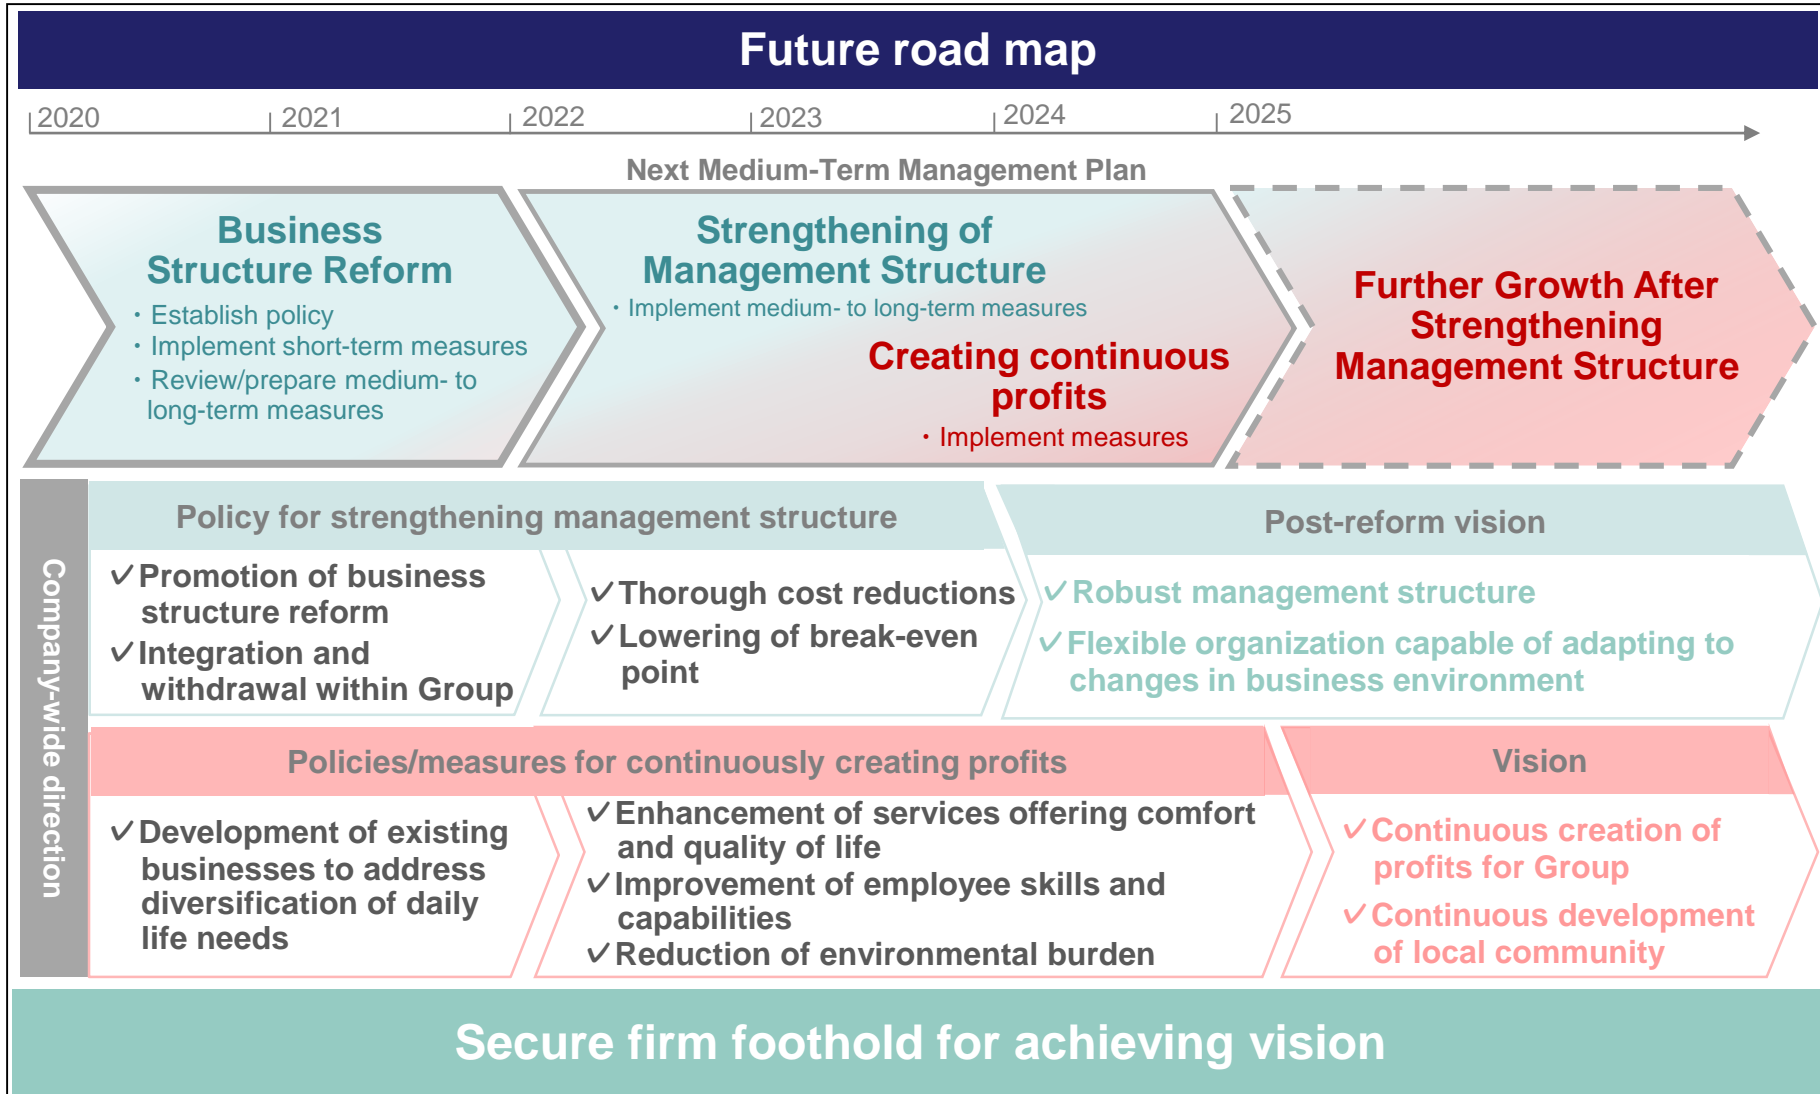 Future road map
2020
2021
2022
2023
2024
2025
Next Medium-Term Management Plan
Business
Structure Reform
・Establish policy
・Implement short-term measures
・Review/prepare medium- to
long-term measures
Strengthening of
Management Structure
・Implement medium- to long-term measures
Creating continuous
profits
・Implement measures
Further Growth After
Strengthening
Management Structure
Company-wide direction
Policy for strengthening management structure
✓Promotion of business
structure reform
✓Integration and
withdrawal within Group
✓Thorough cost reductions
✓Lowering of break-even
point
Post-reform vision
✓Robust management structure
✓Flexible organization capable of adapting to
changes in business environment
Policies/measures for continuously creating profits
✓Development of existing
businesses to address
diversification of daily
life needs
✓Enhancement of services offering comfort
and quality of life
✓Improvement of employee skills and
capabilities
✓Reduction of environmental burden
Vision
✓Continuous creation of
profits for Group
✓Continuous development
of local community
Secure firm foothold for achieving vision